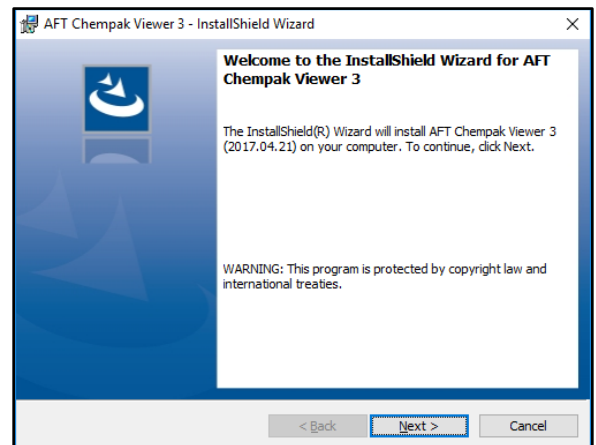 AFT Chempak Viewer 3 - InstallShield Wizard
Welcome to the InstallShield Wizard for AFT
Chempak Viewer 3
The InstallShield(R) Wizard will install AFT Chempak Viewer 3
(2017.04.21) on your computer. To continue, click Next.
WARNING: This program is protected by copyright law and
international treaties.
< Back Next > Cancel